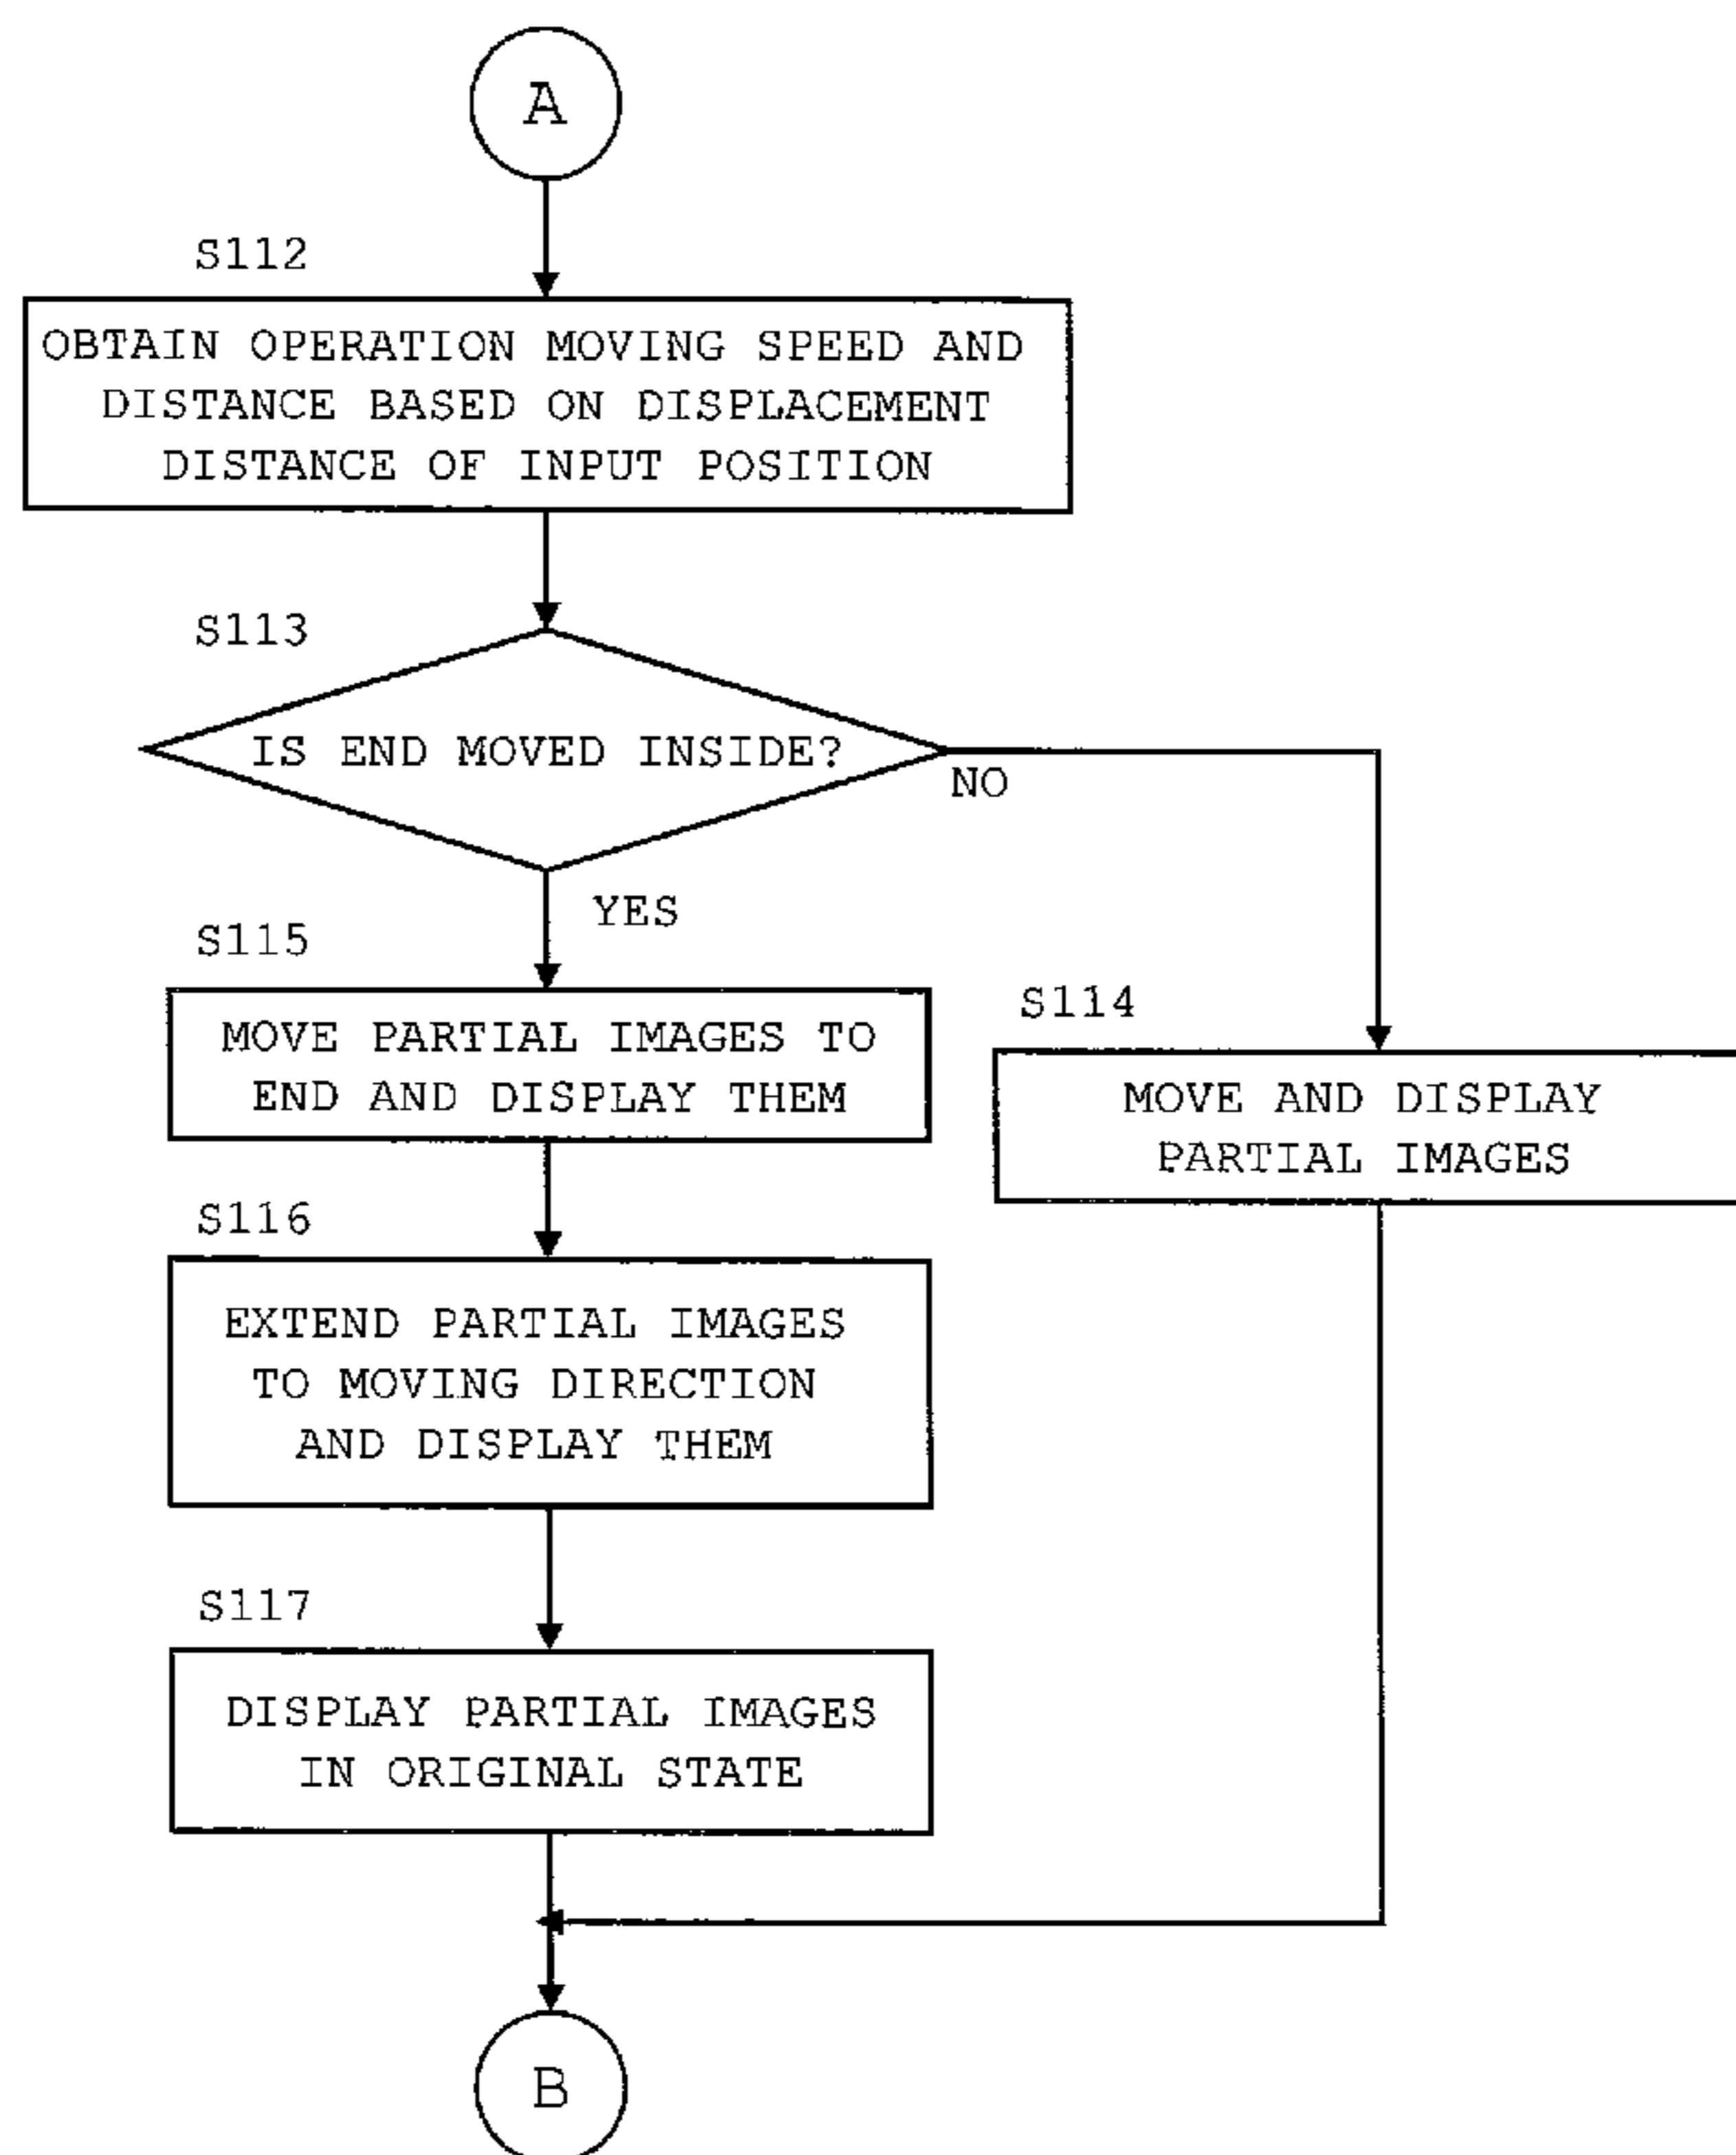 A
S112
OBTAIN OPERATION MOVING SPEED AND
DISTANCE BASED ON DISPLACEMENT
DISTANCE OF INPUT POSITION
S113
IS END MOVED INSIDE?
NO
YES
S115
MOVE PARTIAL IMAGES TO
END AND DISPLAY THEM
S114
MOVE AND DISPLAY
PARTIAL IMAGES
S116
EXTEND PARTIAL IMAGES
TO MOVING DIRECTION
AND DISPLAY THEM
S117
DISPLAY PARTIAL IMAGES
IN ORIGINAL STATE
B